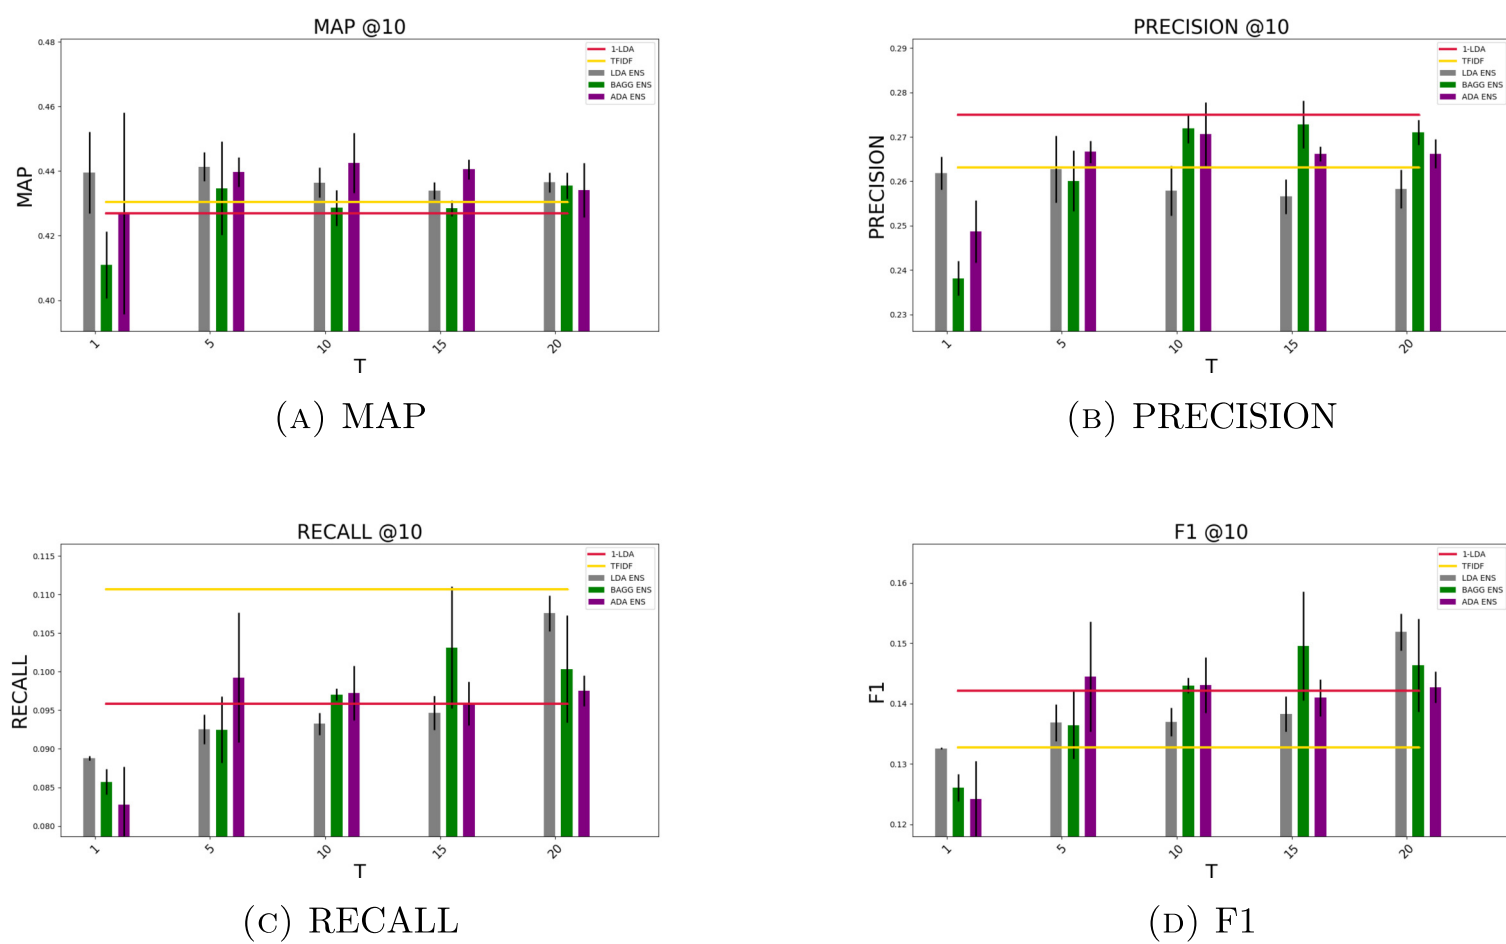 MAP @10
0.48
0.46
0.44
0.42
0.40
MAP
1-LDA
TFIDF
LDA ENS
BAGG ENS
ADA ENS
1 5 10 15 20
T
(A) MAP
PRECISION @10
0.29
0.28
0.27
0.26
0.25
0.24
0.23
PRECISION
1-LDA
TFIDF
LDA ENS
BAGG ENS
ADA ENS
1 5 10 15 20
T
(B) PRECISION
RECALL @10
0.115
0.110
0.105
0.100
0.095
0.090
0.085
0.080
RECALL
1-LDA
TFIDF
LDA ENS
BAGG ENS
ADA ENS
1 5 10 15 20
T
(C) RECALL
F1 @10
0.16
0.15
0.14
0.13
0.12
F1
1-LDA
TFIDF
LDA ENS
BAGG ENS
ADA ENS
1 5 10 15 20
T
(D) F1